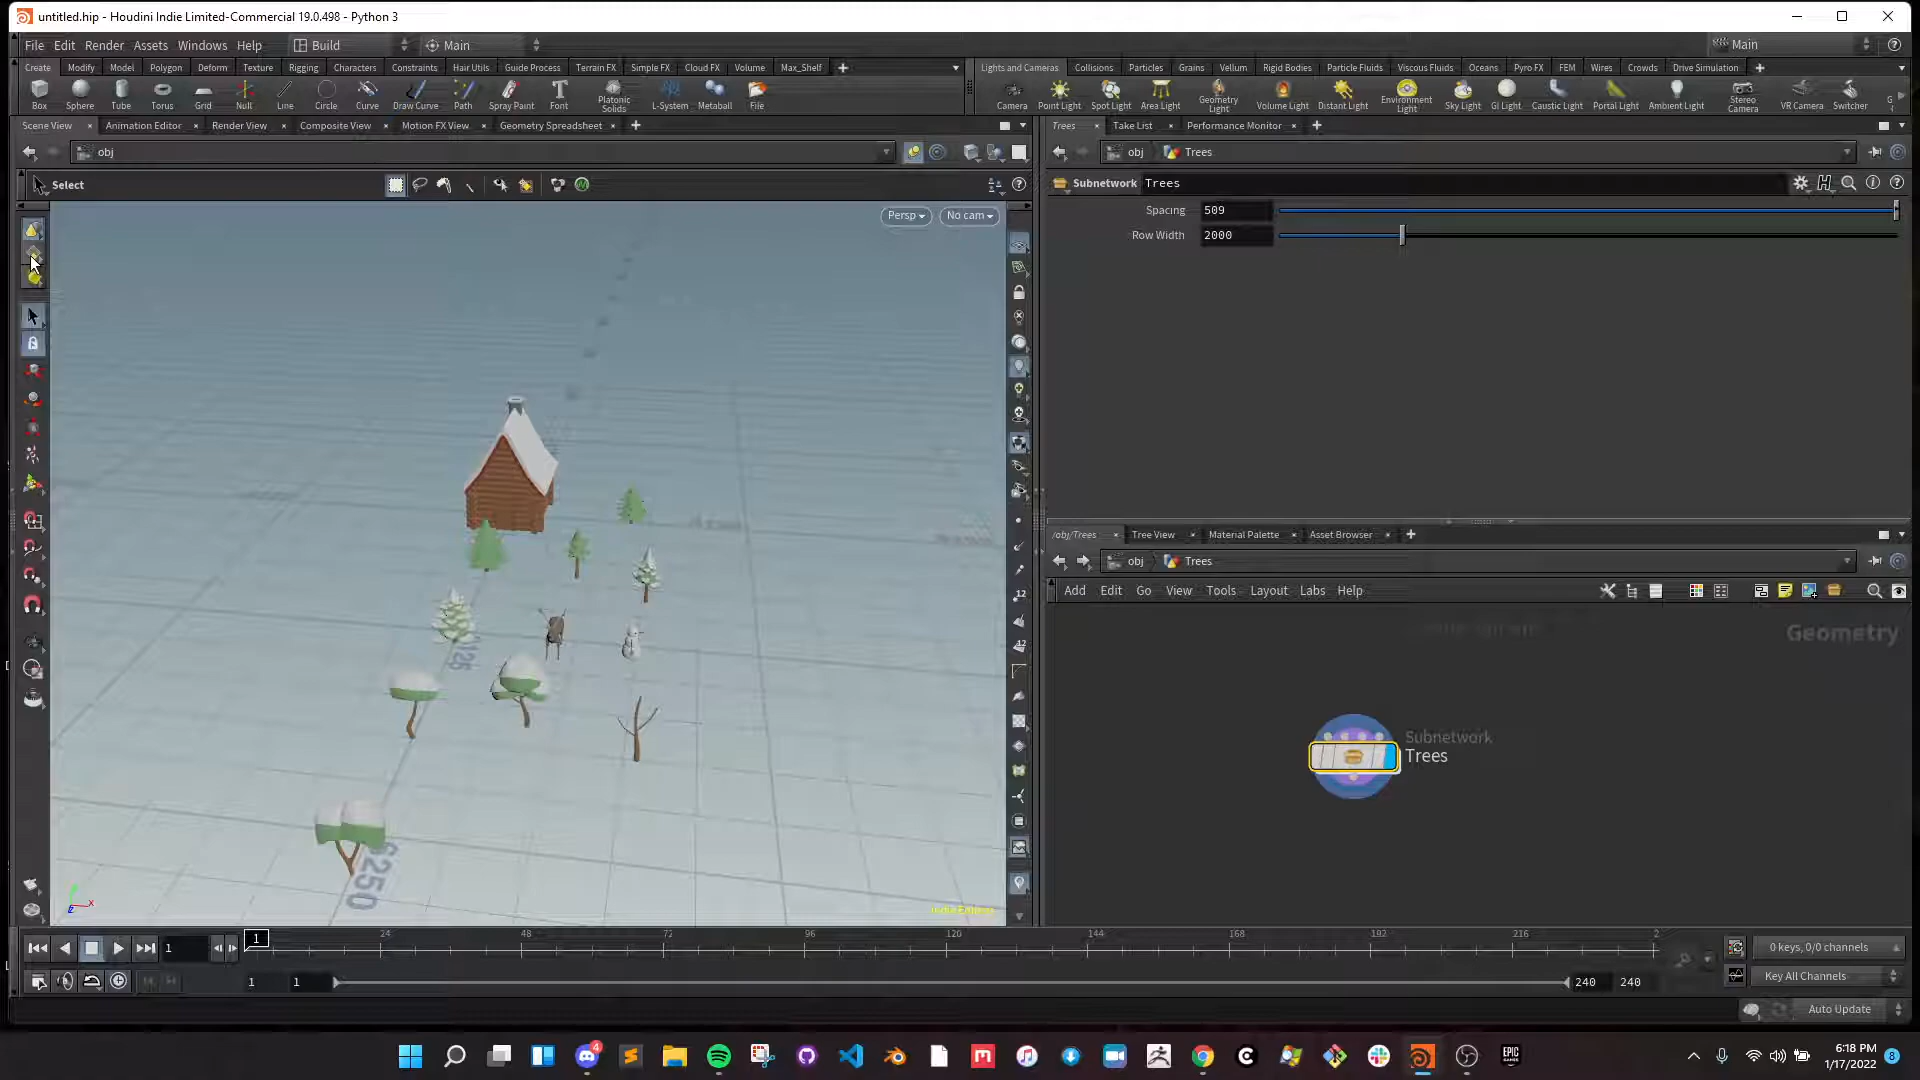 untitled.hip - Houdini Indie Limited-Commercial 19.0.498 - Python 3
File Edit Render Assets Windows Help Build Main Main
Create Modify Model Polygon Deform Texture Rigging Characters Constraints Hair Utils Guide Process Terrain FX Simple FX Cloud FX Volume Max_Shelf
Lights and Cameras Collisions Particles Grains Vellum Rigid Bodies Particle Fluids Viscous Fluids Oceans Pyro FX FEM Wires Crowds Drive Simulation
Box Sphere Tube Torus Grid Null Line Circle Curve Draw Curve Path Spray Paint Font Platonic Solids L-System Metaball File
Camera Point Light Spot Light Area Light Geometry Light Volume Light Distant Light Environment Light Sky Light GI Light Caustic Light Portal Light Ambient Light Stereo Camera VR Camera Switcher
Scene View Animation Editor Render View Composite View Motion FX View Geometry Spreadsheet
Trees Take List Performance Monitor
obj
obj Trees
Select
Subnetwork Trees
Persp No cam
Spacing 509
Row Width 2000
/obj/Trees Tree View Material Palette Asset Browser
obj Trees
Add Edit Go View Tools Layout Labs Help
Geometry
Subnetwork
Trees
125
6250
Indie Edition
1 1 24 48 72 96 120 144 168 192 216 2
0 keys, 0/0 channels
1 1 240 240
Key All Channels
Auto Update
4
6:18 PM
1/17/2022
8
EPIC GAMES